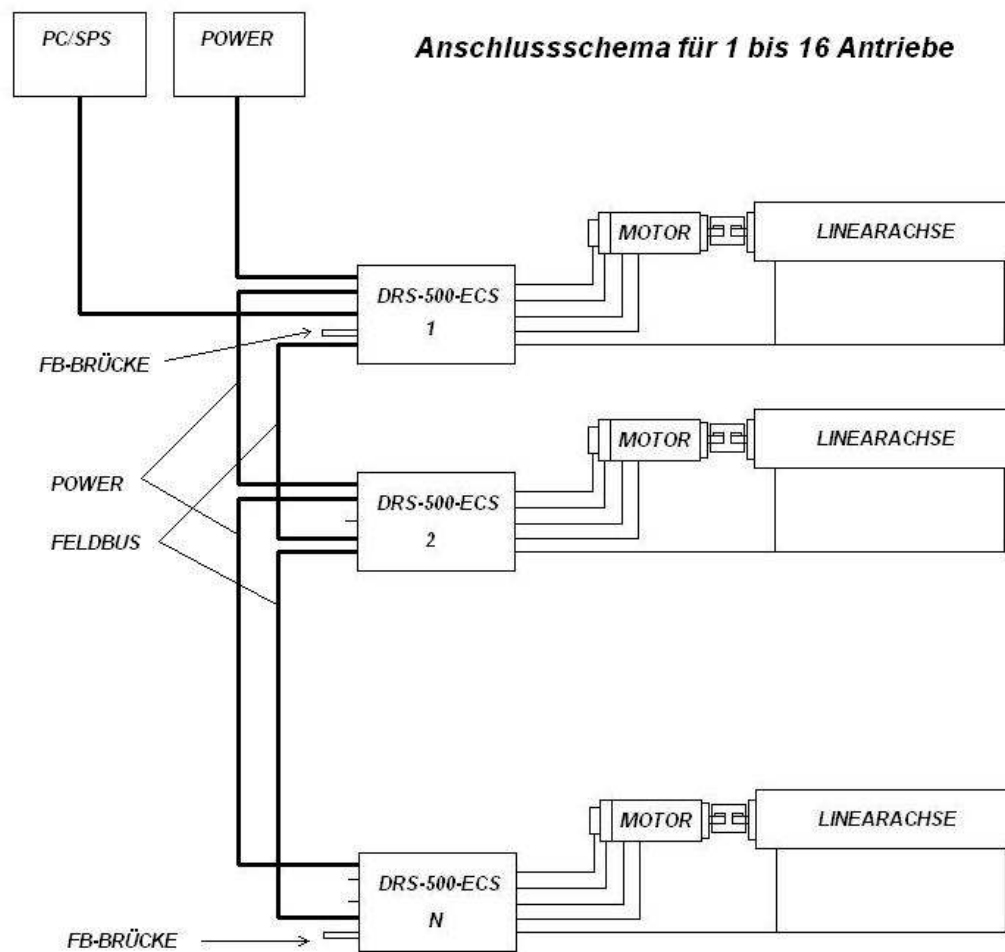 PC/SPS
POWER
Anschlussschema für 1 bis 16 Antriebe
MOTOR
LINEARACHSE
DRS-500-ECS
1
FB-BRÜCKE
MOTOR
LINEARACHSE
POWER
DRS-500-ECS
2
FELDBUS
MOTOR
LINEARACHSE
DRS-500-ECS
N
FB-BRÜCKE